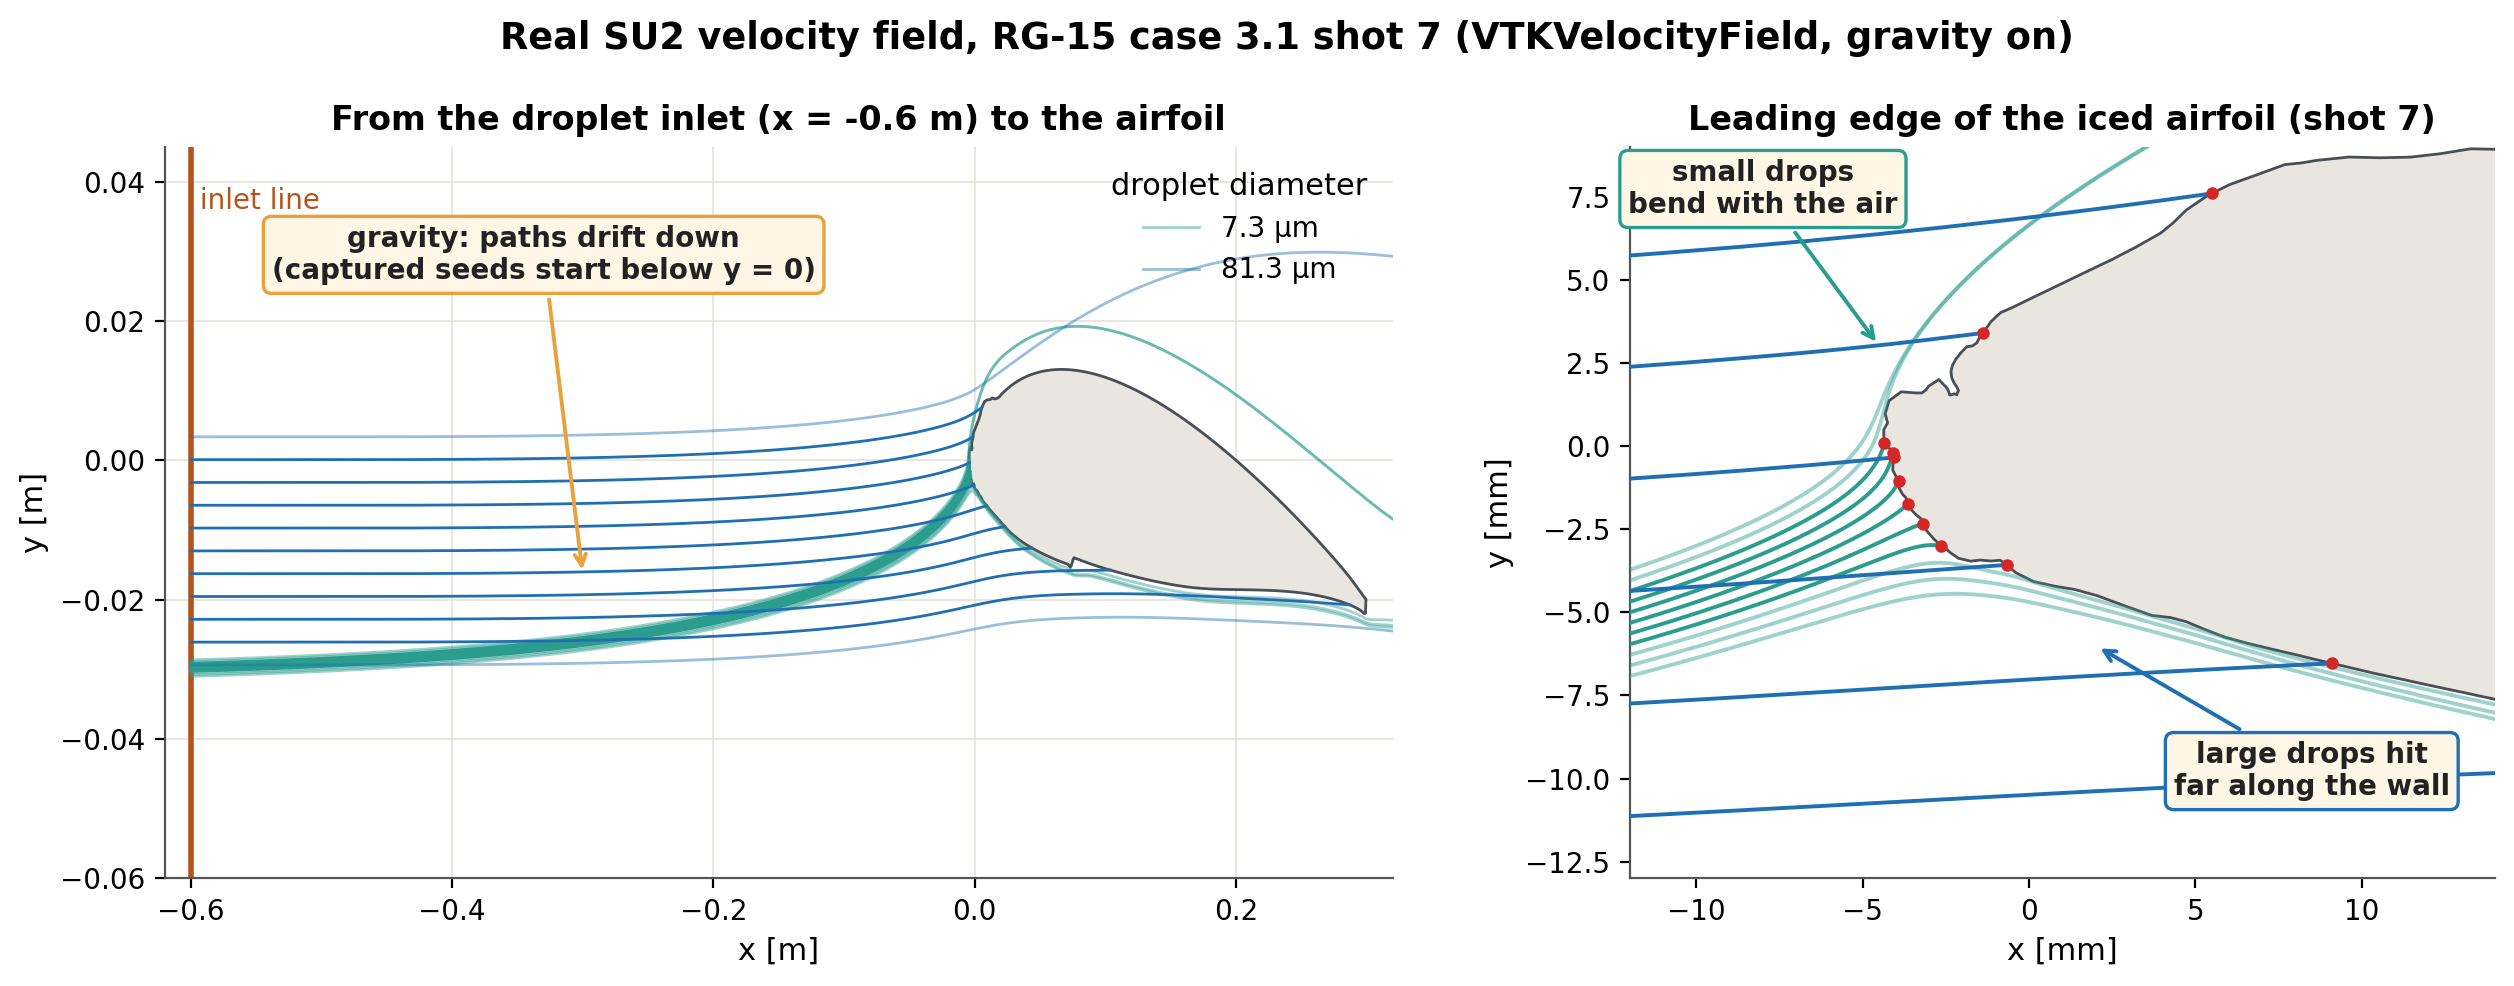 Real SU2 velocity field, RG-15 case 3.1 shot 7 (VTKVelocityField, gravity on)
From the droplet inlet (x = -0.6 m) to the airfoil
inlet line
gravity: paths drift down
(captured seeds start below y = 0)
droplet diameter
7.3 μm
81.3 μm
0.04
0.02
0.00
−0.02
−0.04
−0.06
y [m]
−0.6
−0.4
−0.2
0.0
0.2
x [m]
Leading edge of the iced airfoil (shot 7)
small drops
bend with the air
large drops hit
far along the wall
7.5
5.0
2.5
0.0
−2.5
−5.0
−7.5
−10.0
−12.5
y [mm]
−10
−5
0
5
10
x [mm]